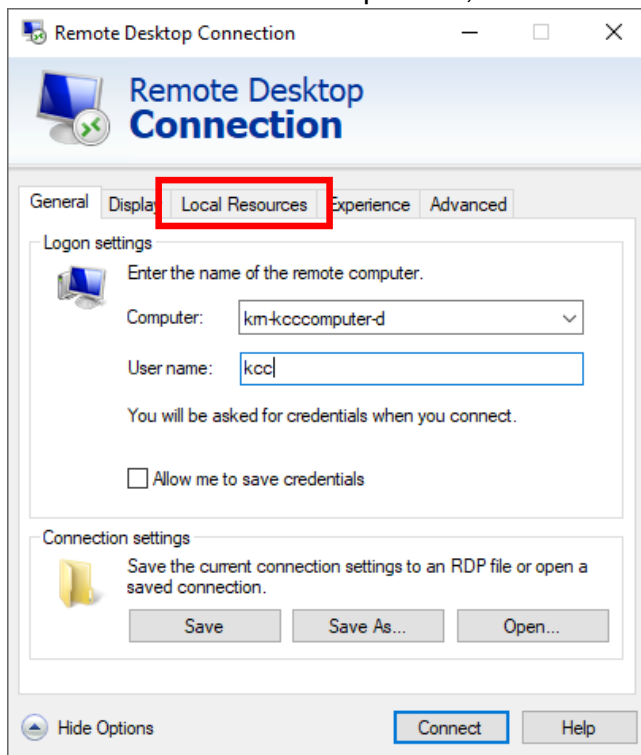 Remote Desktop Connection
Remote Desktop
Connection
General Display Local Resources Experience Advanced
Logon settings
Enter the name of the remote computer.
Computer: km-kcccomputer-d
User name: kcc
You will be asked for credentials when you connect.
Allow me to save credentials
Connection settings
Save the current connection settings to an RDP file or open a
saved connection.
Save Save As... Open...
Hide Options Connect Help